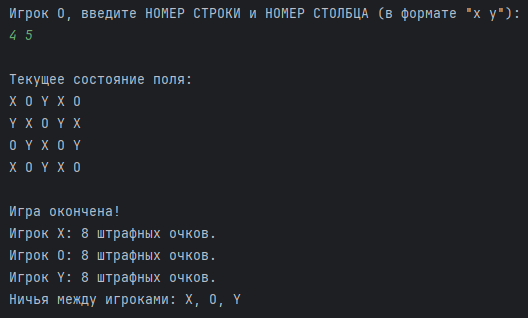 Игрок O, введите НОМЕР СТРОКИ и НОМЕР СТОЛБЦА (в формате "x y"):
4 5
Текущее состояние поля:
X O Y X O
Y X O Y X
O Y X O Y
X O Y X O
Игра окончена!
Игрок X: 8 штрафных очков.
Игрок O: 8 штрафных очков.
Игрок Y: 8 штрафных очков.
Ничья между игроками: X, O, Y